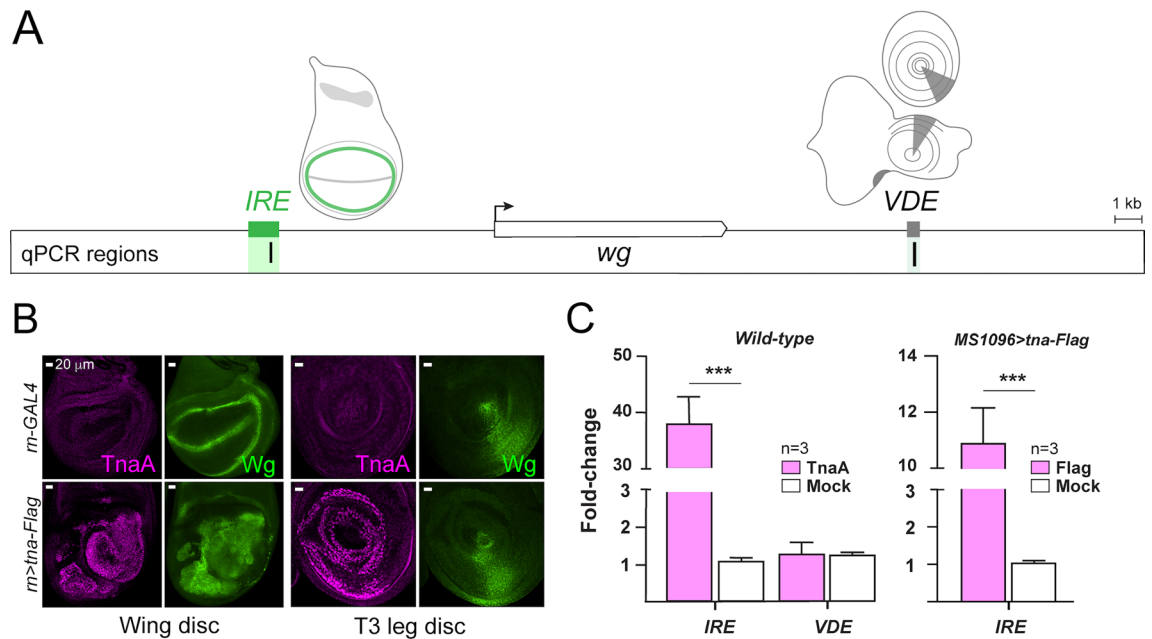 A
IRE
VDE
1 kb
qPCR regions
wg
B
C
rn-GAL4
20 μm
TnaA
Wg
TnaA
Wg
rn>tna-Flag
Wing disc
T3 leg disc
Wild-type
MS1096>tna-Flag
Fold-change
50
40
30
3
2
1
***
n=3
TnaA
Mock
IRE
VDE
14
12
10
3
2
1
***
n=3
Flag
Mock
IRE